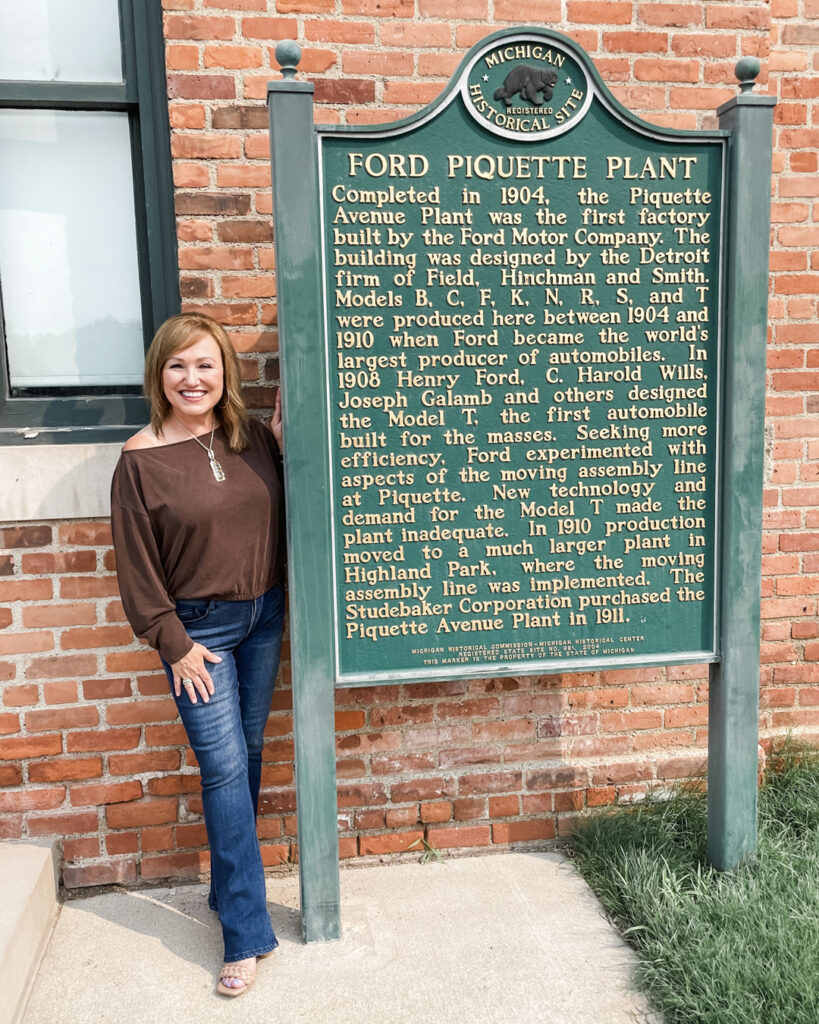 MICHIGAN
REGISTERED
HISTORICAL SITE
FORD PIQUETTE PLANT
Completed in 1904, the Piquette
Avenue Plant was the first factory
built by the Ford Motor Company. The
building was designed by the Detroit
firm of Field, Hinchman and Smith.
Models B, C, F, K, N, R, S, and T
were produced here between 1904 and
1910 when Ford became the world's
largest producer of automobiles. In
1908 Henry Ford, C. Harold Wills,
Joseph Galamb and others designed
the Model T, the first automobile
built for the masses. Seeking more
efficiency, Ford experimented with
aspects of the moving assembly line
at Piquette. New technology and
demand for the Model T made the
plant inadequate. In 1910 production
moved to a much larger plant in
Highland Park, where the moving
assembly line was implemented. The
Studebaker Corporation purchased the
Piquette Avenue Plant in 1911.
MICHIGAN HISTORICAL COMMISSION-MICHIGAN HISTORICAL CENTER
REGISTERED STATE SITE NO. 681, 2004
THIS MARKER IS THE PROPERTY OF THE STATE OF MICHIGAN